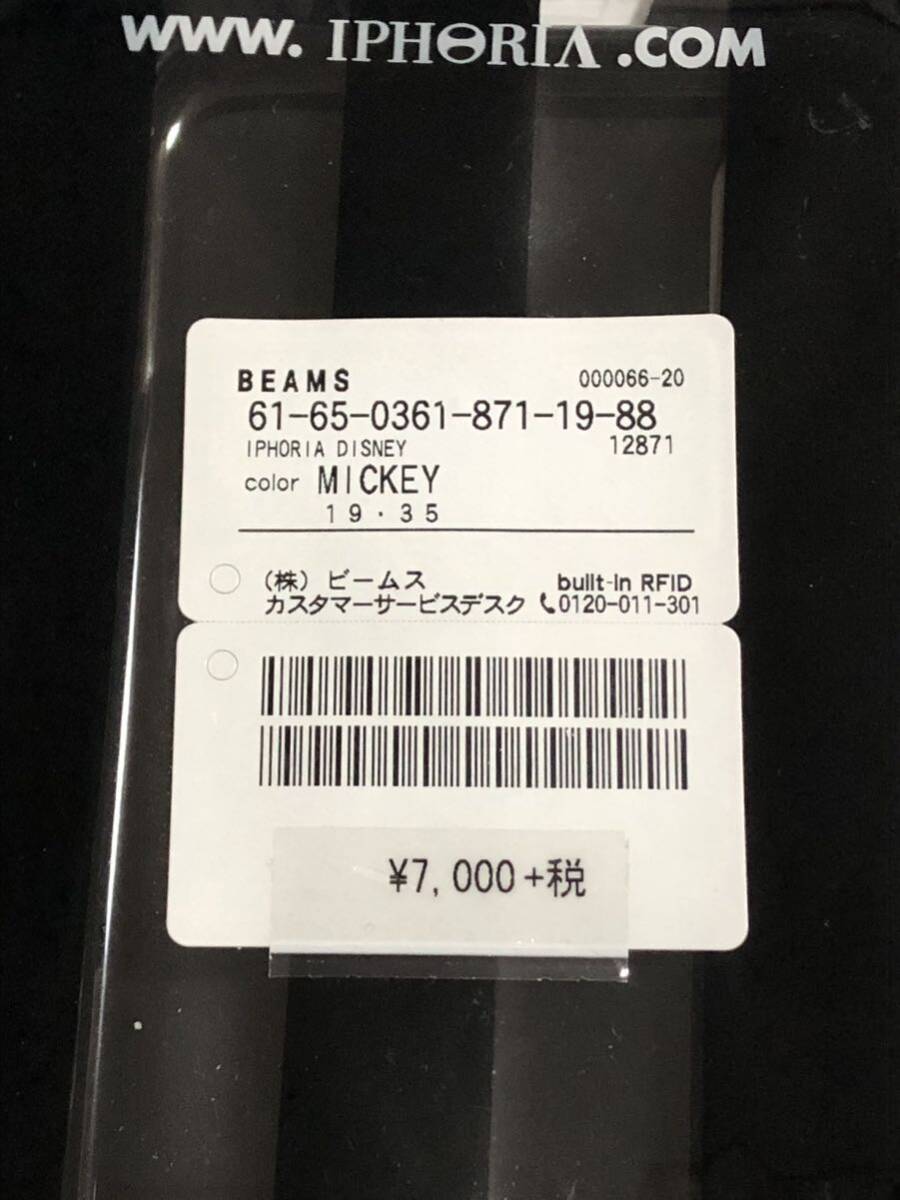 WWW. IPHORIA .COM
BEAMS 000066-20
61-65-0361-871-19-88
IPHORIA DISNEY 12871
color MICKEY
19・35
(株) ビームス built-in RFID
カスタマーサービスデスク 0120-011-301
¥7,000+税